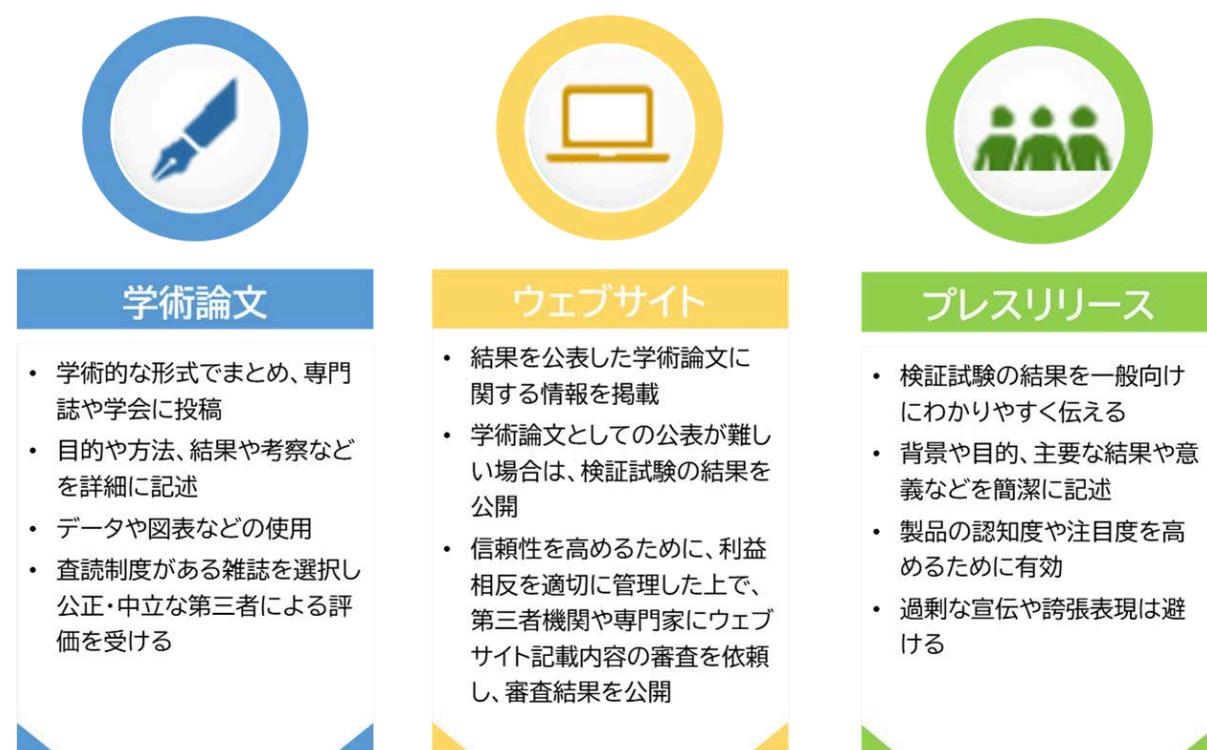 学術論文
• 学術的な形式でまとめ、専門
誌や学会に投稿
• 目的や方法、結果や考察など
を詳細に記述
• データや図表などの使用
• 査読制度がある雑誌を選択し
公正・中立な第三者による評
価を受ける
ウェブサイト
• 結果を公表した学術論文に
関する情報を掲載
• 学術論文としての公表が難し
い場合は、検証試験の結果を
公開
• 信頼性を高めるために、利益
相反を適切に管理した上で、
第三者機関や専門家にウェブ
サイト記載内容の審査を依頼
し、審査結果を公開
プレスリリース
• 検証試験の結果を一般向け
にわかりやすく伝える
• 背景や目的、主要な結果や意
義などを簡潔に記述
• 製品の認知度や注目度を高
めるために有効
• 過剰な宣伝や誇張表現は避
ける